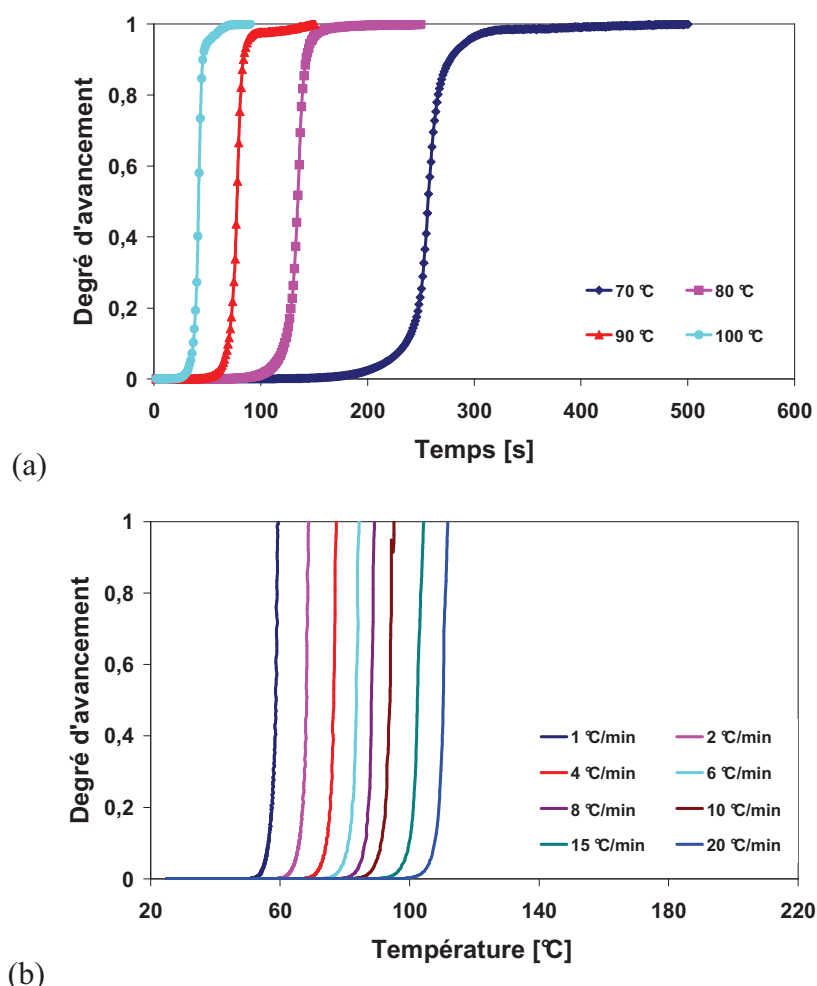 1
0,8
0,6
0,4
0,2
0
Degré d'avancement
70 °C
80 °C
90 °C
100 °C
0 100 200 300 400 500 600
Temps [s]
(a)
1
0,8
0,6
0,4
0,2
0
Degré d'avancement
1 °C/min
2 °C/min
4 °C/min
6 °C/min
8 °C/min
10 °C/min
15 °C/min
20 °C/min
20 60 100 140 180 220
Température [°C]
(b)